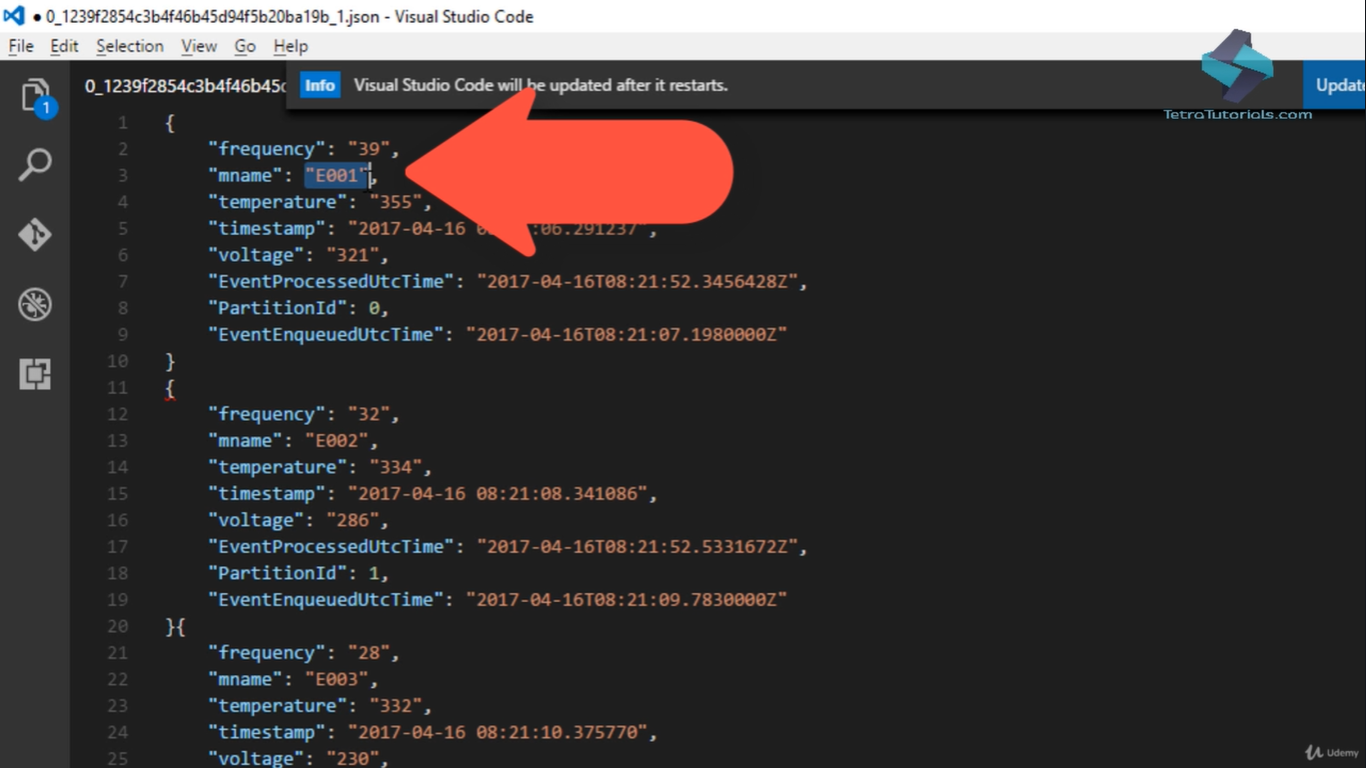 0_1239f2854c3b4f46b45d94f5b20ba19b_1.json - Visual Studio Code
File Edit Selection View Go Help
0_1239f2854c3b4f46b45
Info Visual Studio Code will be updated after it restarts.
TetraTutorials.com
1
1 {
2 "frequency": "39",
3 "mname": "E001",
4 "temperature": "355",
5 "timestamp": "2017-04-16 :06.291237",
6 "voltage": "321",
7 "EventProcessedUtcTime": "2017-04-16T08:21:52.3456428Z",
8 "PartitionId": 0,
9 "EventEnqueuedUtcTime": "2017-04-16T08:21:07.1980000Z"
10 }
11 {
12 "frequency": "32",
13 "mname": "E002",
14 "temperature": "334",
15 "timestamp": "2017-04-16 08:21:08.341086",
16 "voltage": "286",
17 "EventProcessedUtcTime": "2017-04-16T08:21:52.5331672Z",
18 "PartitionId": 1,
19 "EventEnqueuedUtcTime": "2017-04-16T08:21:09.7830000Z"
20 }{
21 "frequency": "28",
22 "mname": "E003",
23 "temperature": "332",
24 "timestamp": "2017-04-16 08:21:10.375770",
25 "voltage": "230",
Udemy